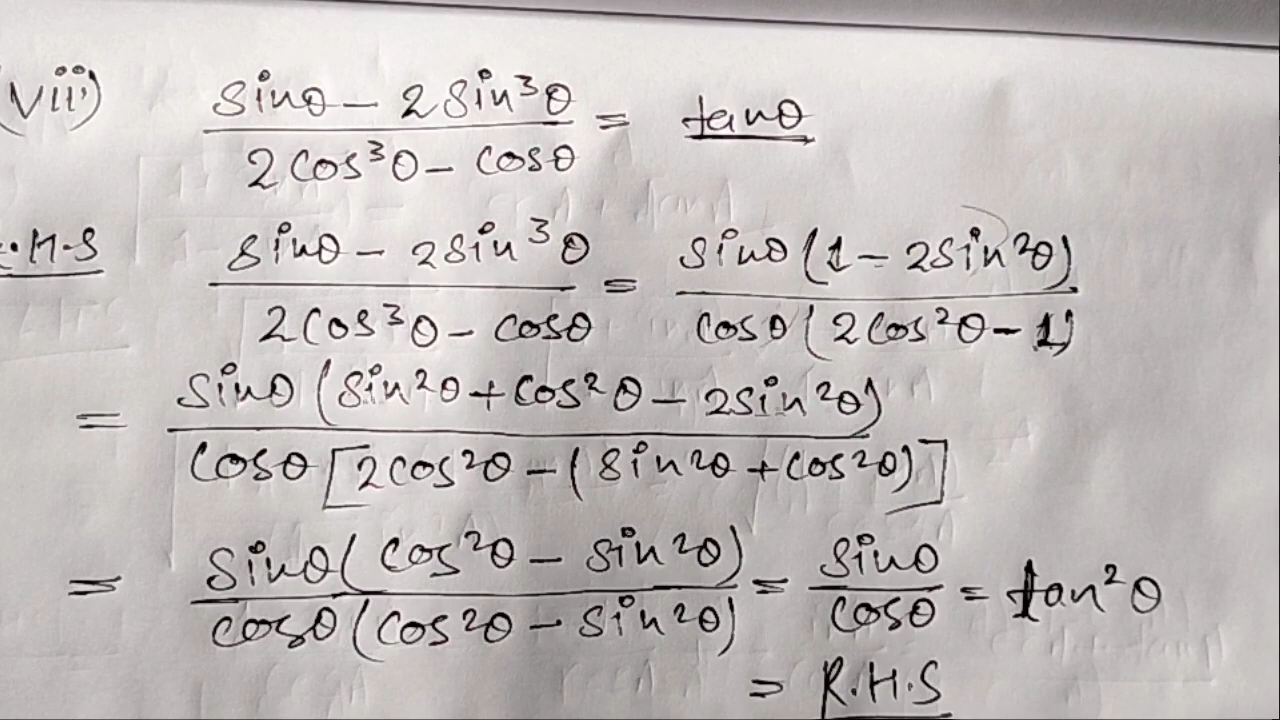 (vii) (sinθ - 2sin³θ)/(2cos³θ - cosθ) = tanθ
.H.S (sinθ - 2sin³θ)/(2cos³θ - cosθ) = sinθ(1 - 2sin²θ)/cosθ(2cos²θ - 1)
= sinθ(sin²θ + cos²θ - 2sin²θ)/cosθ[2cos²θ - (sin²θ + cos²θ)]
= sinθ(cos²θ - sin²θ)/cosθ(cos²θ - sin²θ) = sinθ/cosθ = tan²θ
= R.H.S